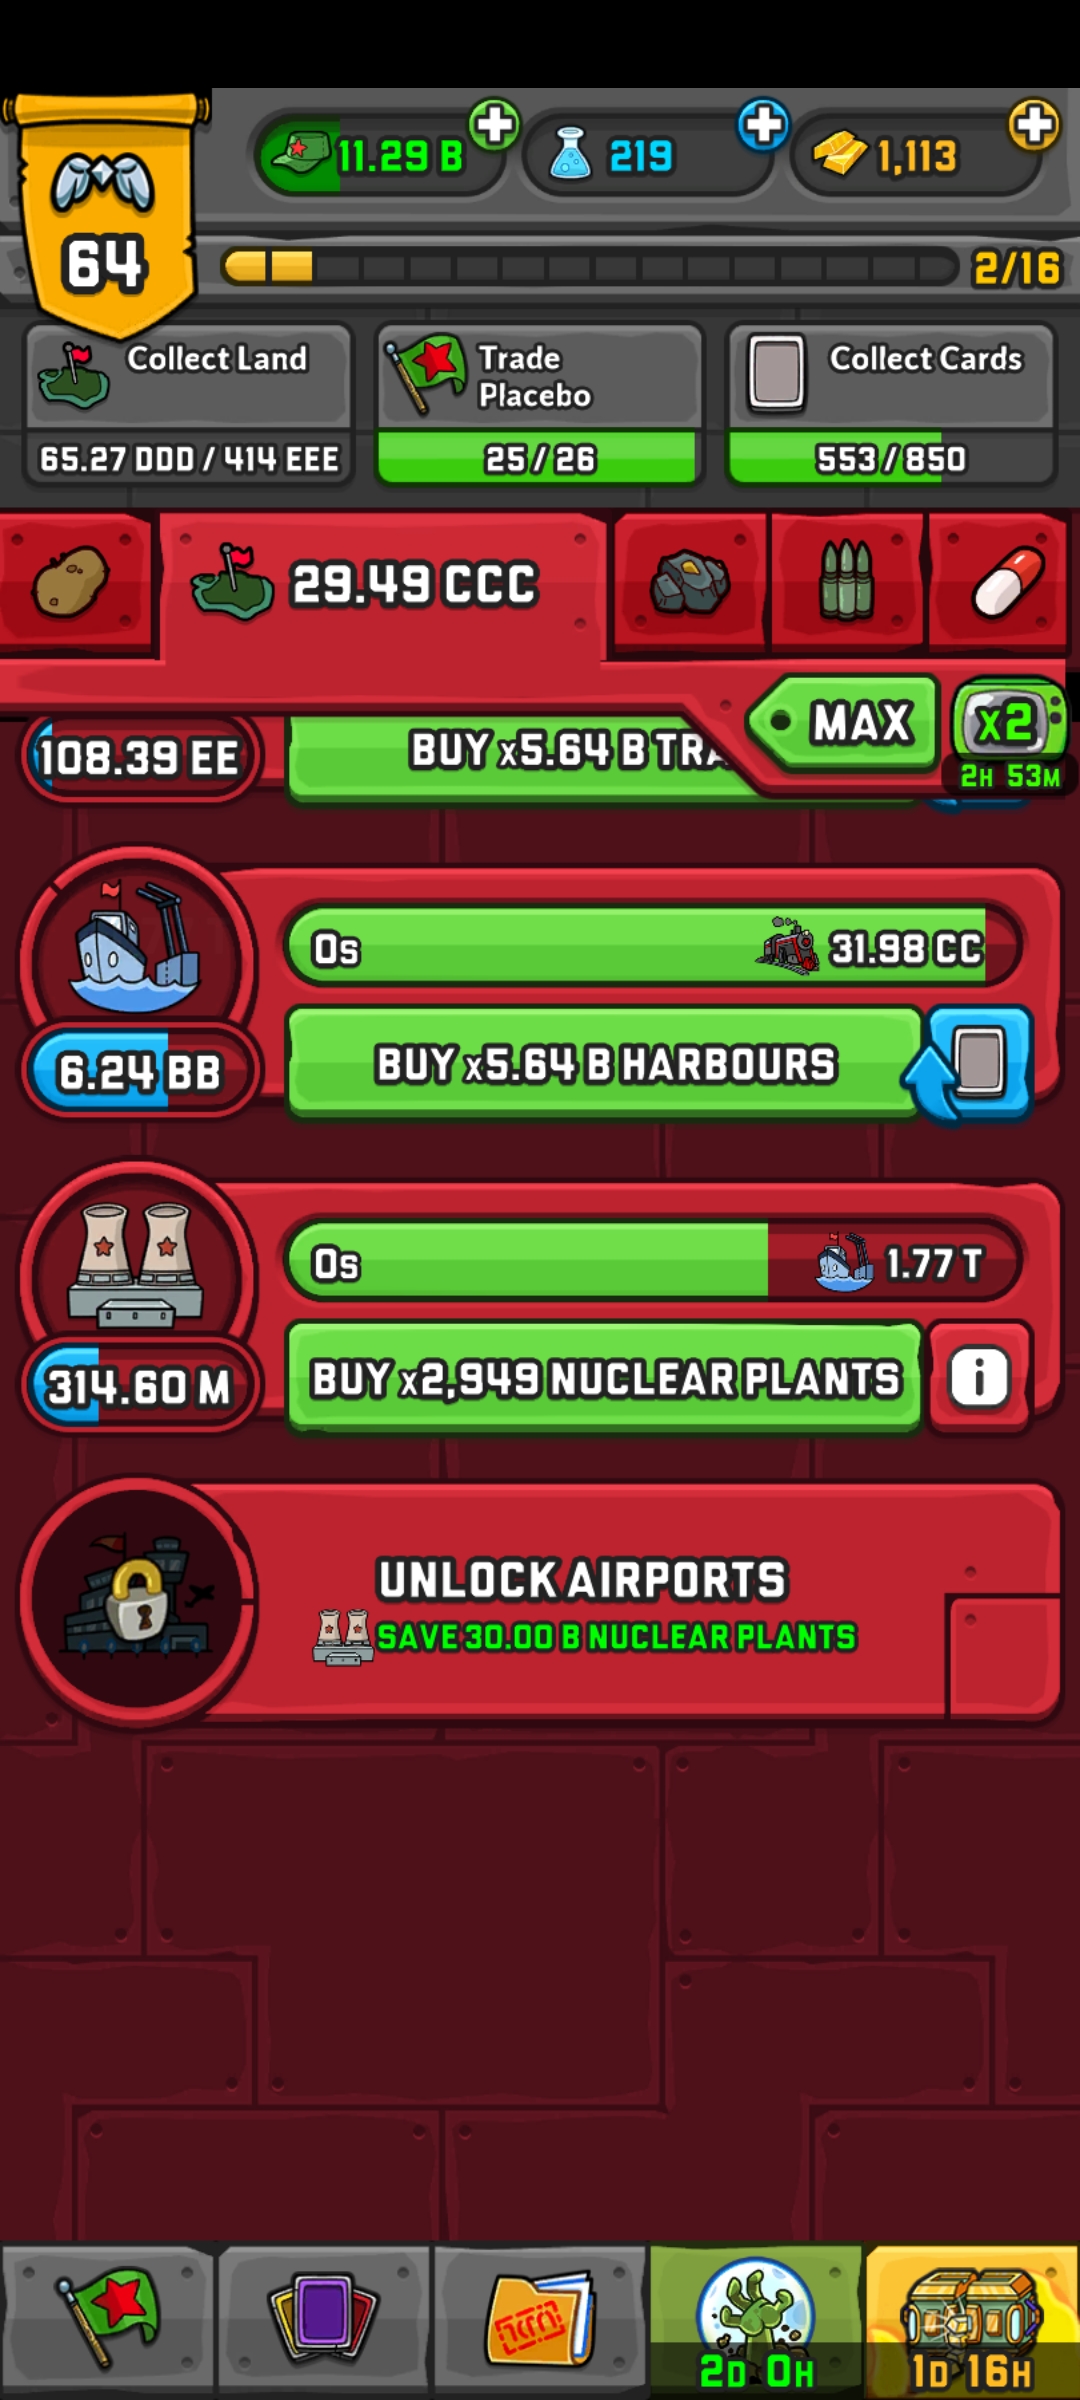 11.29 B
219
1,113
64
2/16
Collect Land
65.27 DDD / 414 EEE
Trade
Placebo
25/26
Collect Cards
553/850
29.49 CCC
MAX
x2
2H 53M
108.39 EE
BUY x5.64 B
0s
31.98 CC
6.24 BB
BUY x5.64 B HARBOURS
0s
1.77 T
314.60 M
BUY x2,949 NUCLEAR PLANTS
i
UNLOCK AIRPORTS
SAVE 30.00 B NUCLEAR PLANTS
2D 0H
1D 16H